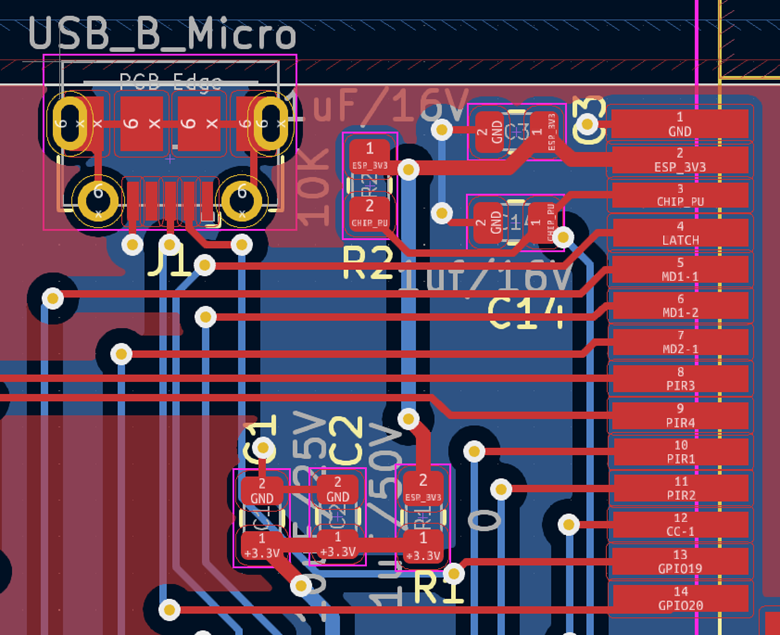 USB_B_Micro
PCB Edge
1uF/16V
C3
6 x
6
6
6 x
6 x
6 x
10K
1
ESP_3V3
R2
2
CHIP_PU
2
GND
C3
1
ESP_3V3
2
GND
C14
1
CHIP_PU
J1
R2
1uf/16V
C14
1
GND
2
ESP_3V3
3
CHIP_PU
4
LATCH
5
MD1-1
6
MD1-2
7
MD2-1
8
PIR3
9
PIR4
10
PIR1
11
PIR2
12
CC-1
13
GPIO19
14
GPIO20
C1
C2
/50V
2
GND
C1
1
+3.3V
2
GND
C2
1
+3.3V
2
ESP_3V3
R1
1
+3.3V
0
R1